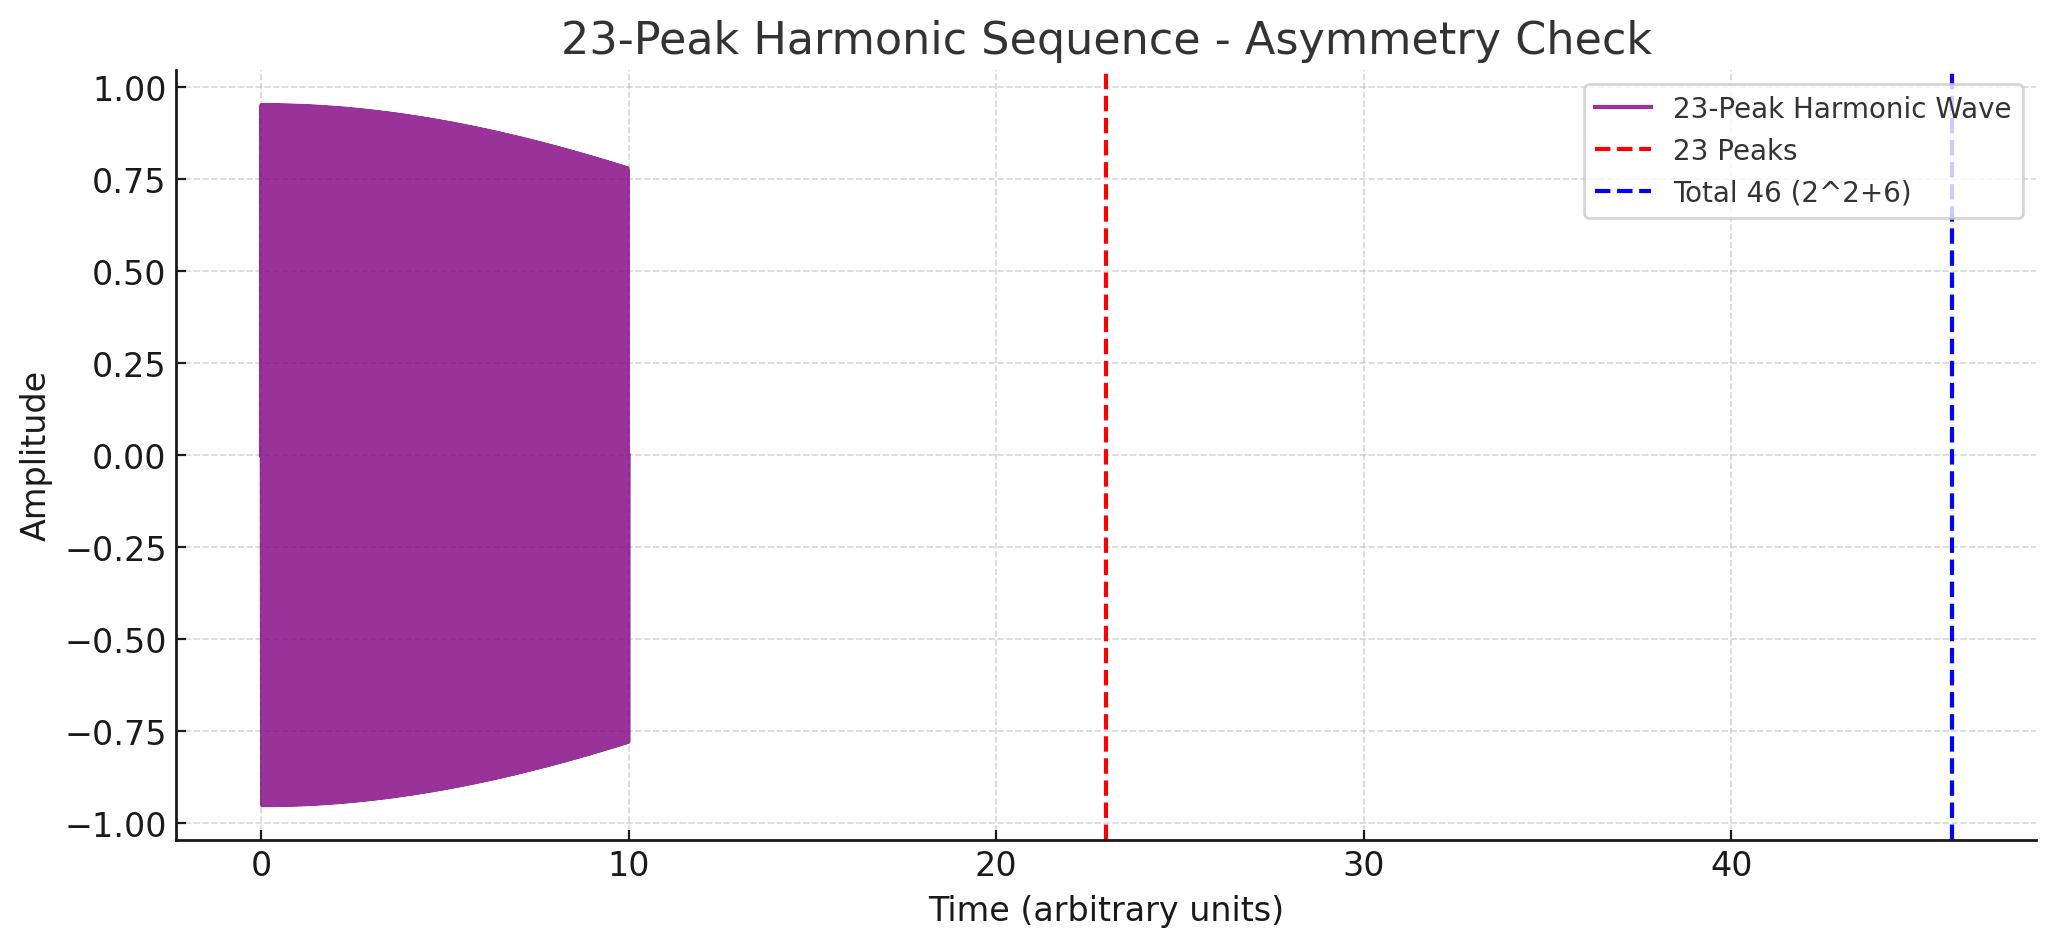 23-Peak Harmonic Sequence - Asymmetry Check
23-Peak Harmonic Wave
23 Peaks
Total 46 (2^2+6)
Amplitude
1.00
0.75
0.50
0.25
0.00
−0.25
−0.50
−0.75
−1.00
0 10 20 30 40
Time (arbitrary units)